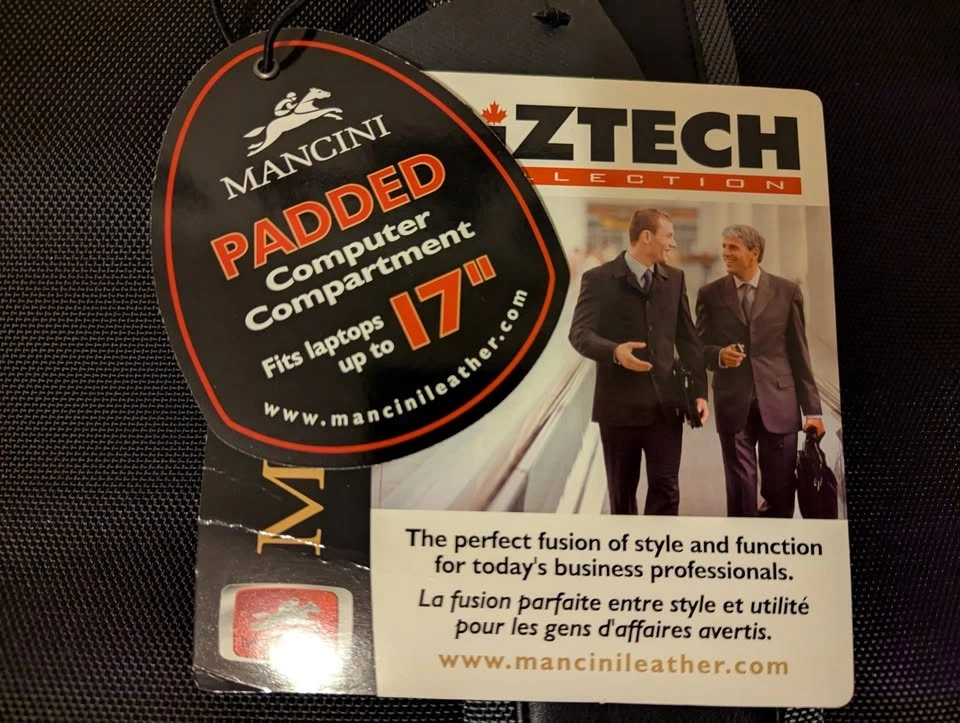 MANCINI
PADDED
Computer
Compartment
Fits laptops
up to 17"
www.mancinileather.com
iZTECH
LLECTION
M
The perfect fusion of style and function
for today's business professionals.
La fusion parfaite entre style et utilité
pour les gens d'affaires avertis.
www.mancinileather.com